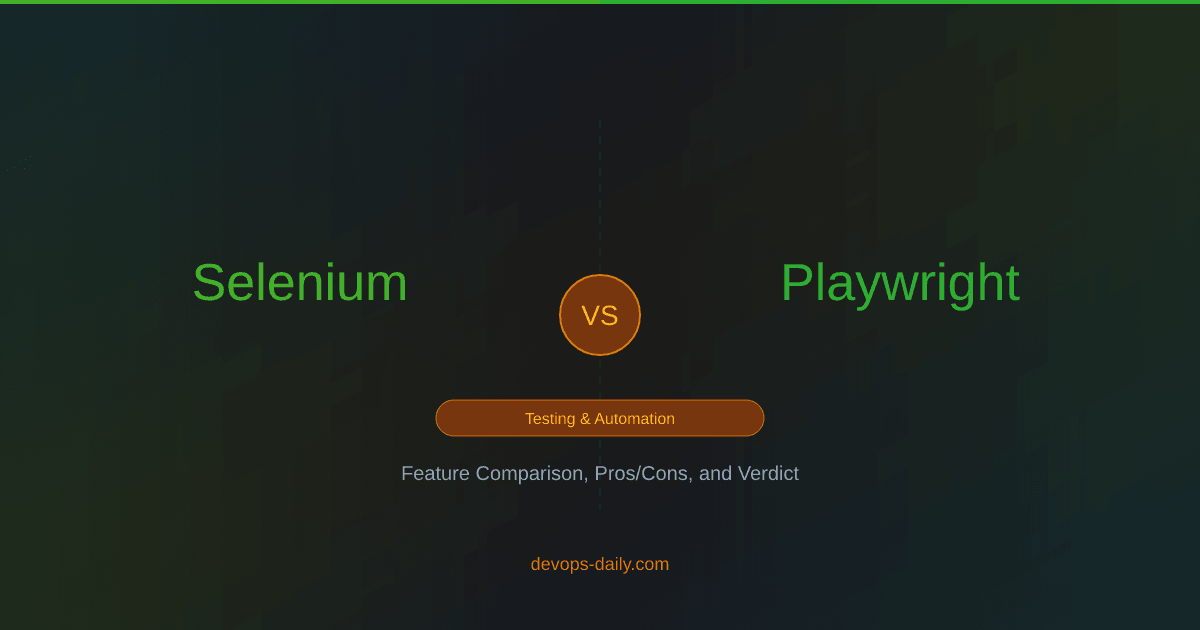 Selenium
VS
Playwright
Testing & Automation
Feature Comparison, Pros/Cons, and Verdict
devops-daily.com